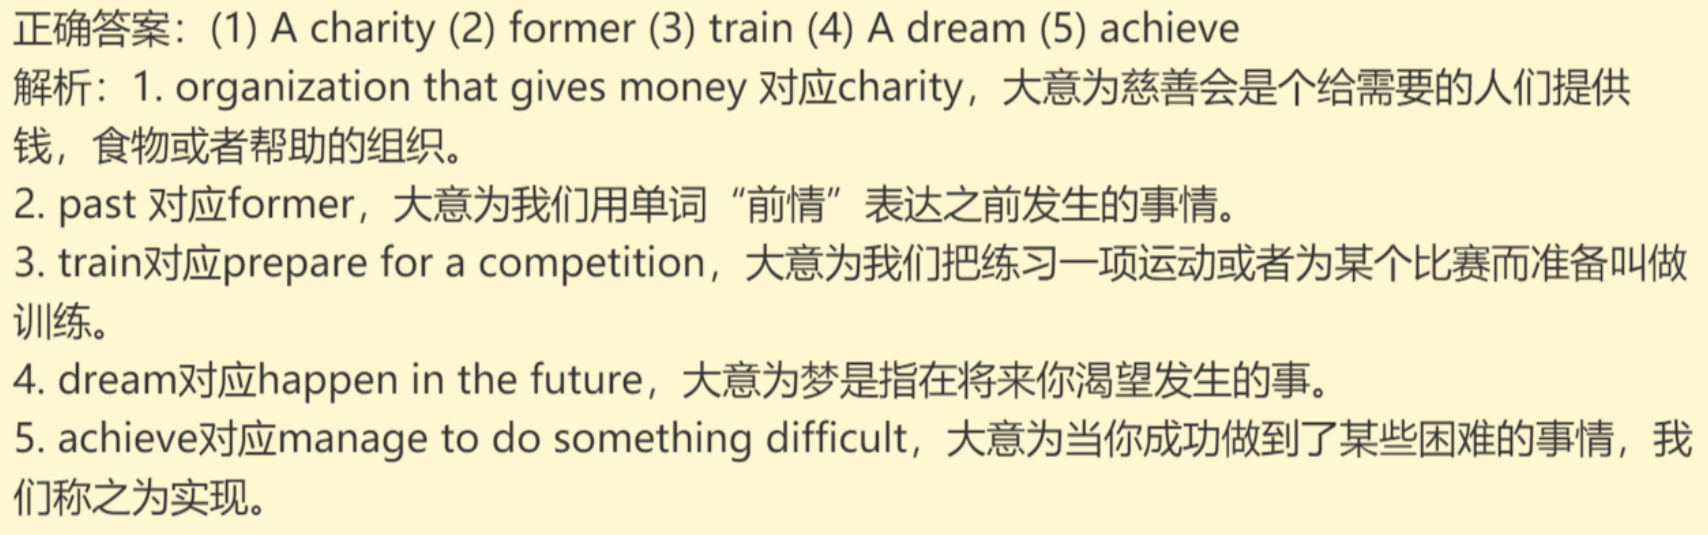 正确答案：(1) A charity (2) former (3) train (4) A dream (5) achieve
解析：1. organization that gives money 对应charity，大意为慈善会是个给需要的人们提供
钱，食物或者帮助的组织。
2. past 对应former，大意为我们用单词“前情”表达之前发生的事情。
3. train对应prepare for a competition，大意为我们把练习一项运动或者为某个比赛而准备叫做
训练。
4. dream对应happen in the future，大意为梦是指在将来你渴望发生的事。
5. achieve对应manage to do something difficult，大意为当你成功做到了某些困难的事情，我
们称之为实现。